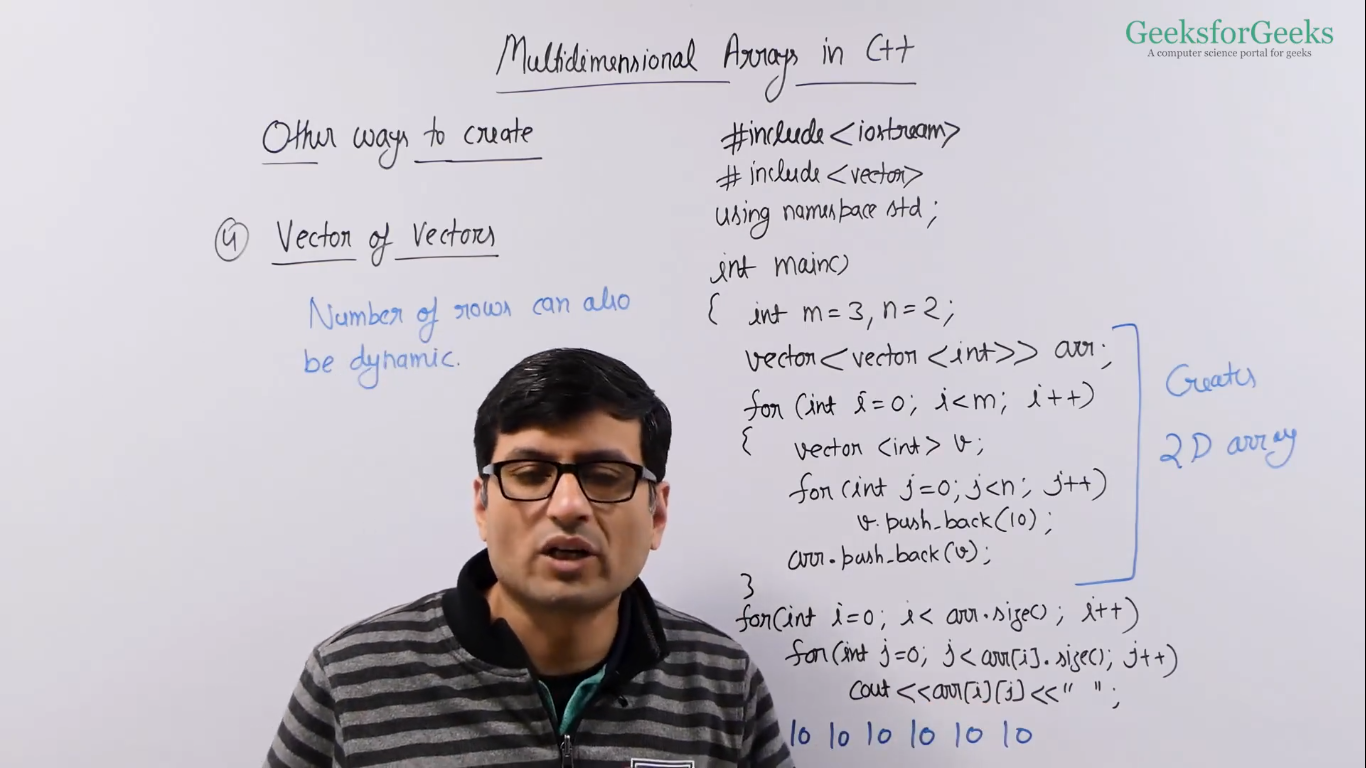 GeeksforGeeks
A computer science portal for geeks
Multidimensional Arrays in C++
Other ways to create
4 Vector of Vectors
Number of rows can also
be dynamic.
#include <iostream>
# include <vector>
using namespace std;
int main()
{ int m=3, n=2;
vector<vector <int>> arr;
for (int i=0; i<m; i++)
{ vector <int> v;
for (int j=0; j<n; j++)
v.push_back(10);
arr.push_back(v);
}
for(int i=0; i< arr.size(); i++)
for(int j=0; j<arr[i].size(); j++)
cout <<arr[i][j] <<" ";
10 10 10 10 10 10
Creates
2D array